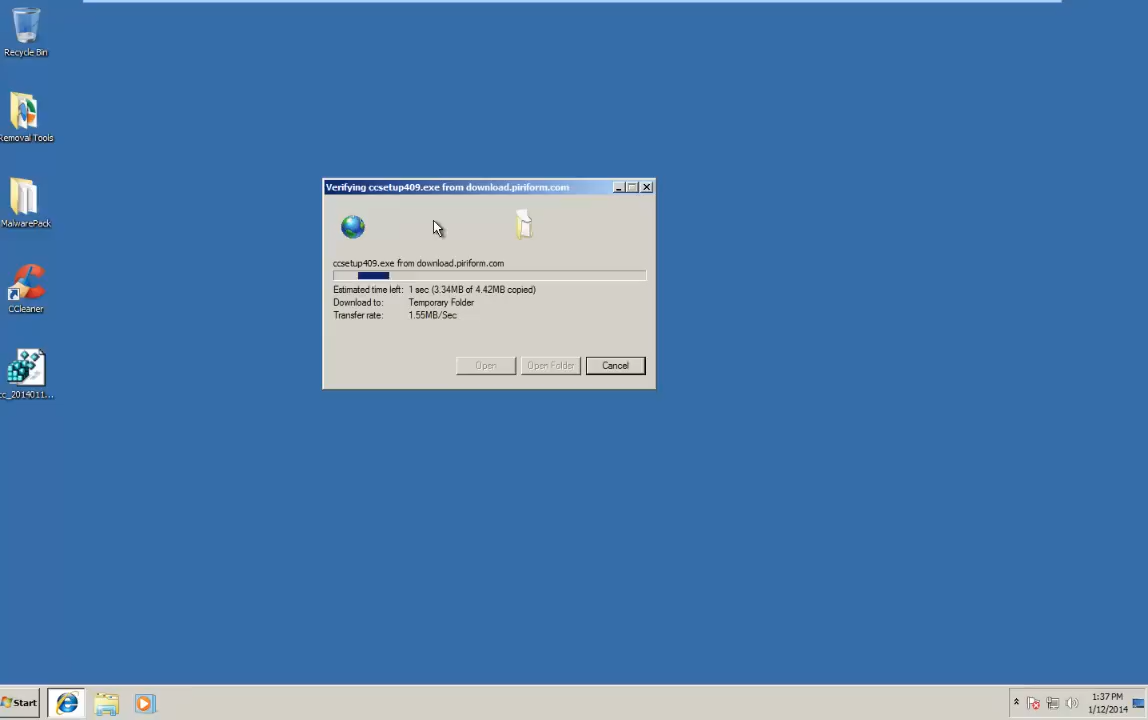 Recycle Bin
Removal Tools
MalwarePack
CCleaner
cc_2014011...
Verifying ccsetup409.exe from download.piriform.com
ccsetup409.exe from download.piriform.com
Estimated time left: 1 sec (3.34MB of 4.42MB copied)
Download to: Temporary Folder
Transfer rate: 1.55MB/Sec
Open Open Folder Cancel
Start
1:37 PM
1/12/2014